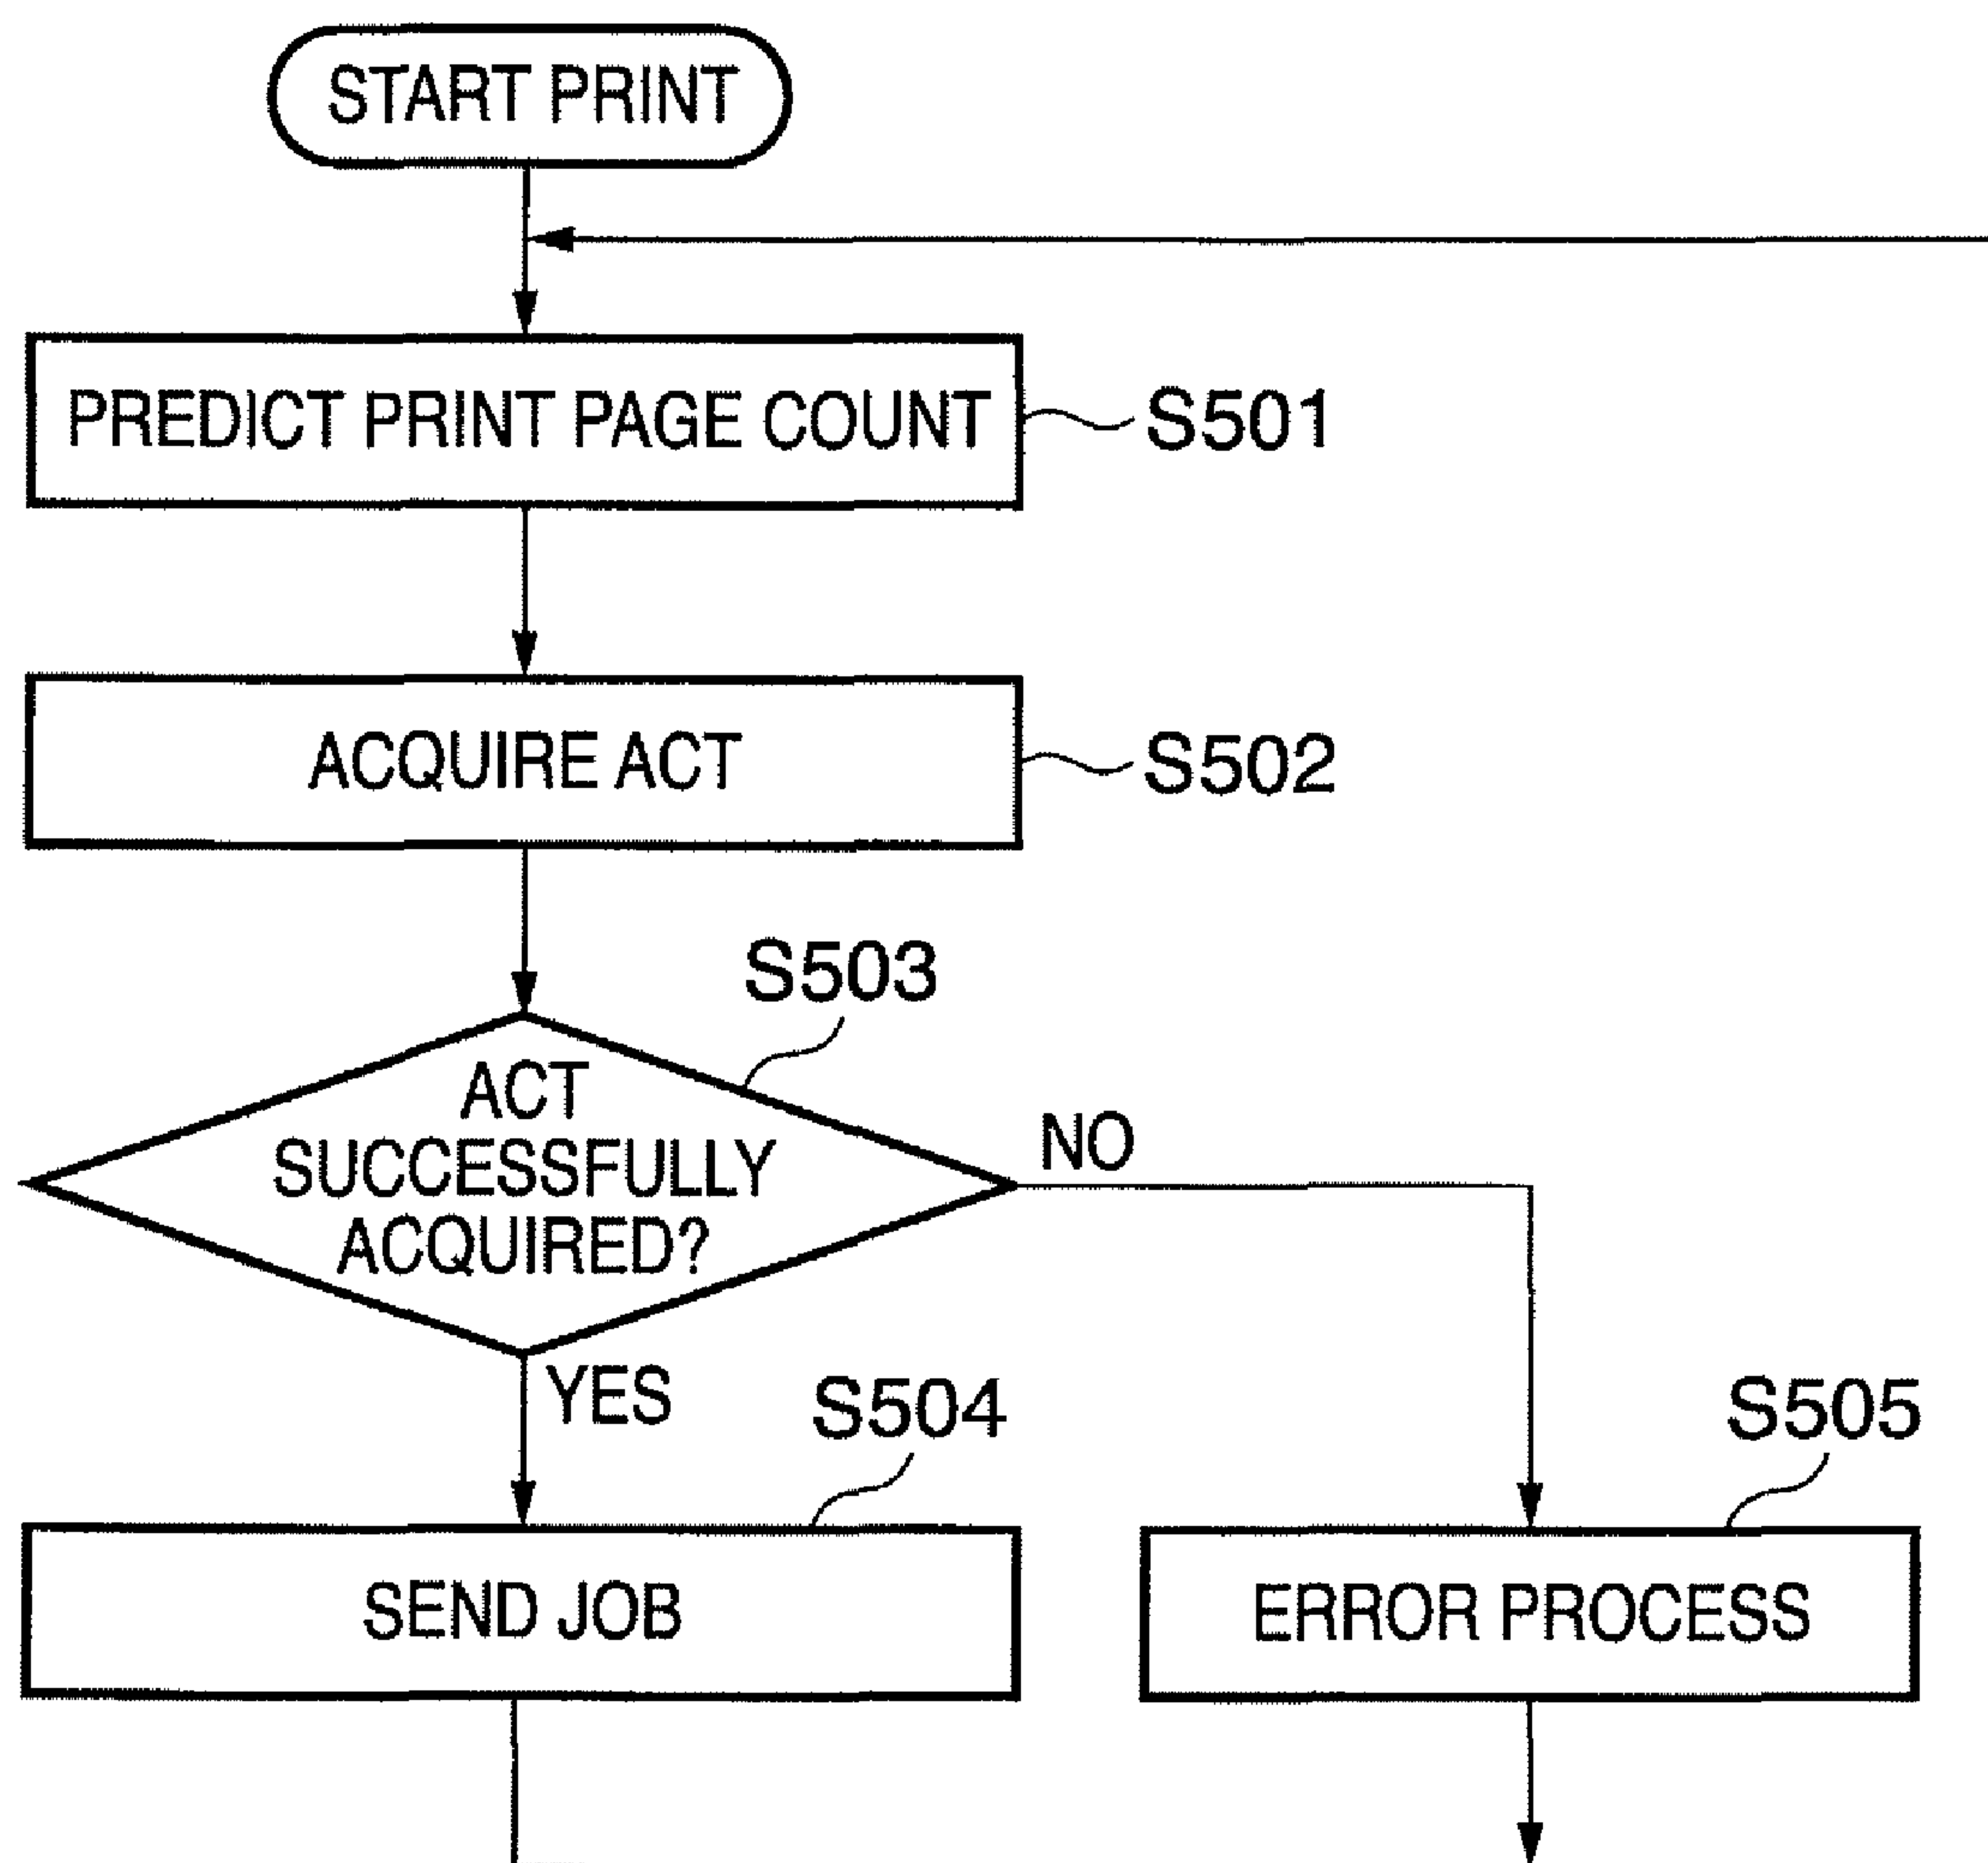 START PRINT
PREDICT PRINT PAGE COUNT
S501
ACQUIRE ACT
S502
S503
ACT
SUCCESSFULLY
ACQUIRED?
NO
YES
S504
S505
SEND JOB
ERROR PROCESS